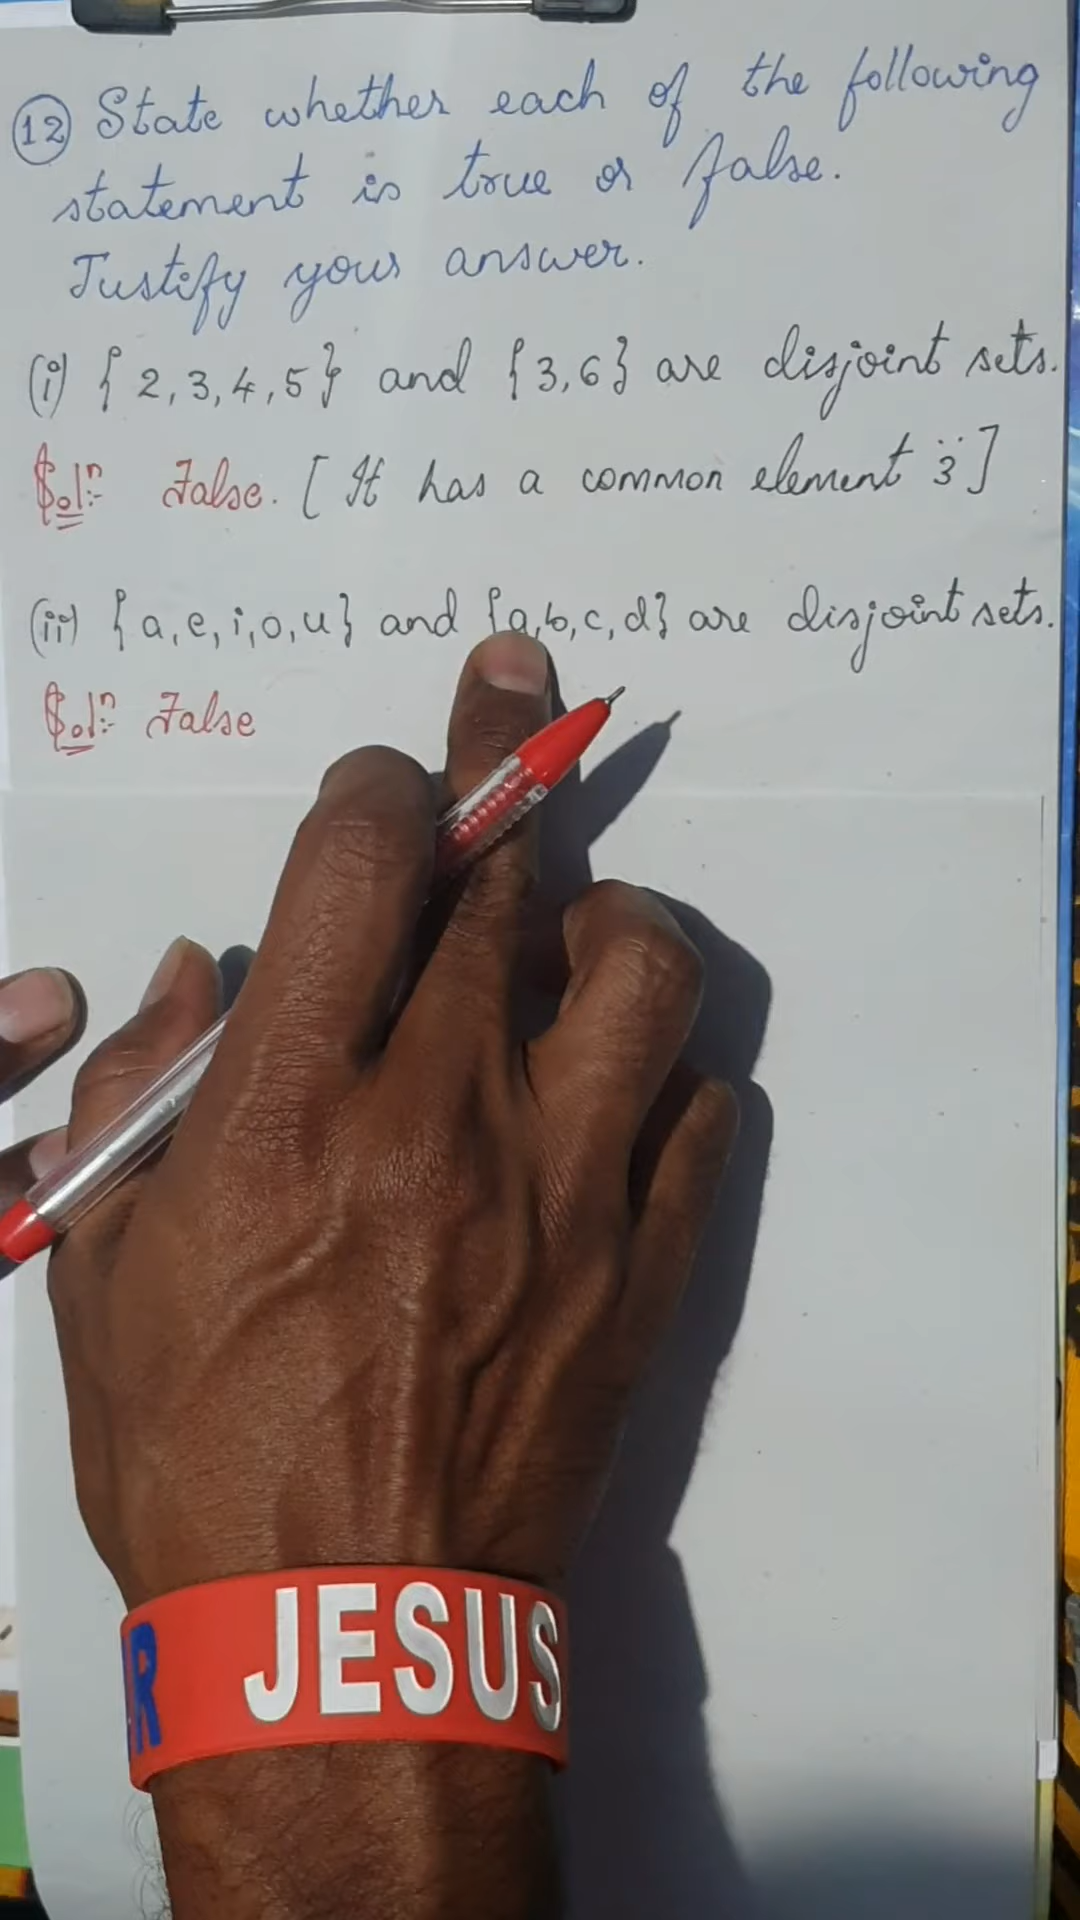 12 State whether each of the following
statement is true or false.
Justify your answer.
(i) {2,3,4,5} and {3,6} are disjoint sets.
Solⁿ:- False. [It has a common element '3']
(ii) {a,e,i,o,u} and {a,b,c,d} are disjoint sets.
Solⁿ:- False
R JESUS